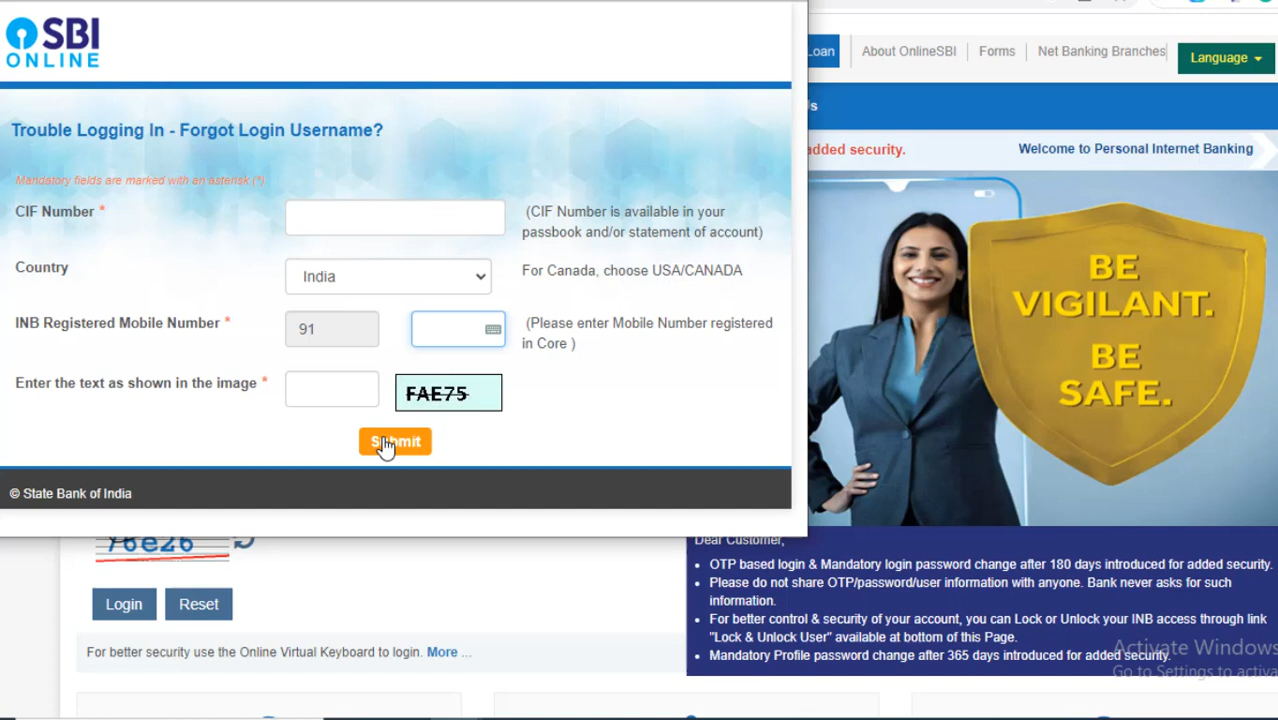 SBI
ONLINE
Trouble Logging In - Forgot Login Username?
Mandatory fields are marked with an asterisk (*)
CIF Number *
(CIF Number is available in your
passbook and/or statement of account)
Country
India
For Canada, choose USA/CANADA
INB Registered Mobile Number *
91
(Please enter Mobile Number registered
in Core )
Enter the text as shown in the image *
FAE75
Submit
© State Bank of India
Loan
About OnlineSBI
Forms
Net Banking Branches
Language
added security.
Welcome to Personal Internet Banking
BE
VIGILANT.
BE
SAFE.
Login
Reset
For better security use the Online Virtual Keyboard to login. More ...
Dear Customer,
• OTP based login & Mandatory login password change after 180 days introduced for added security.
• Please do not share OTP/password/user information with anyone. Bank never asks for such
information.
• For better control & security of your account, you can Lock or Unlock your INB access through link
"Lock & Unlock User" available at bottom of this Page.
• Mandatory Profile password change after 365 days introduced for added security.
Activate Windows
Go to Settings to activa